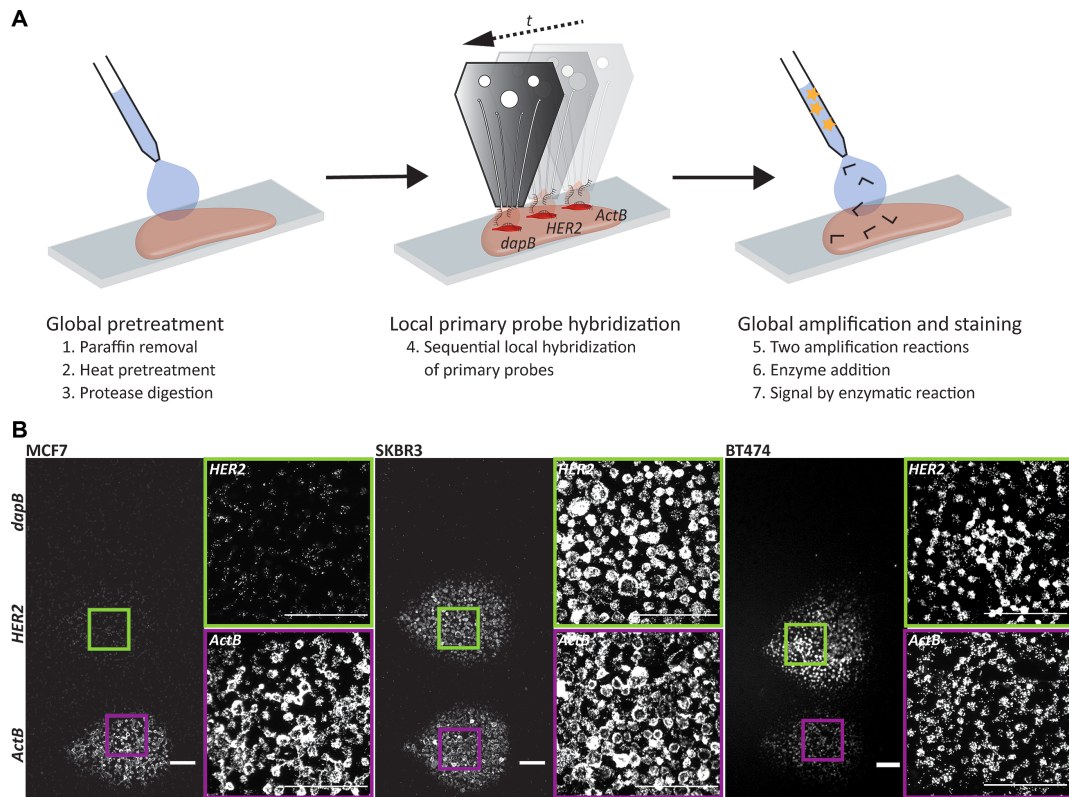 A
t
dapB
HER2
ActB
Global pretreatment
1. Paraffin removal
2. Heat pretreatment
3. Protease digestion
Local primary probe hybridization
4. Sequential local hybridization
of primary probes
Global amplification and staining
5. Two amplification reactions
6. Enzyme addition
7. Signal by enzymatic reaction
B
MCF7
SKBR3
BT474
dapB
HER2
ActB
HER2
ActB
HER2
ActB
HER2
ActB